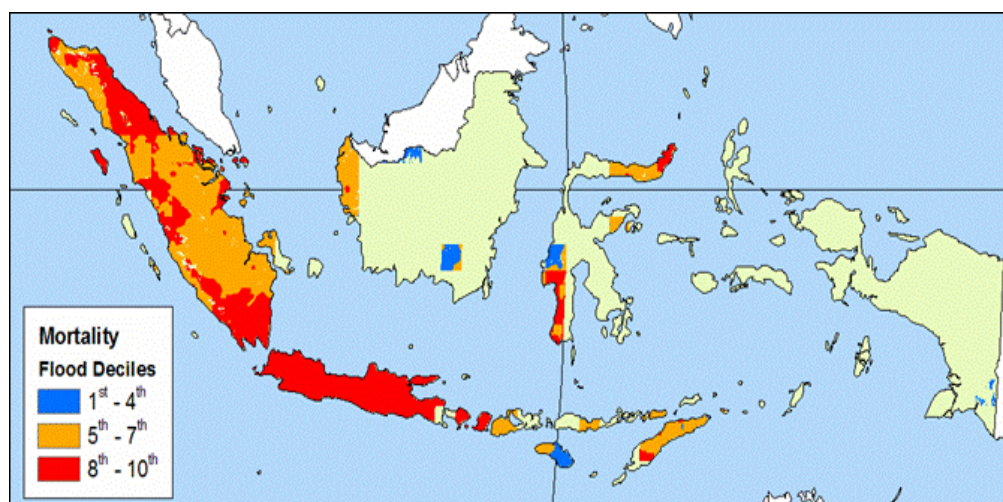 Mortality
Flood Deciles
1st - 4th
5th - 7th
8th - 10th